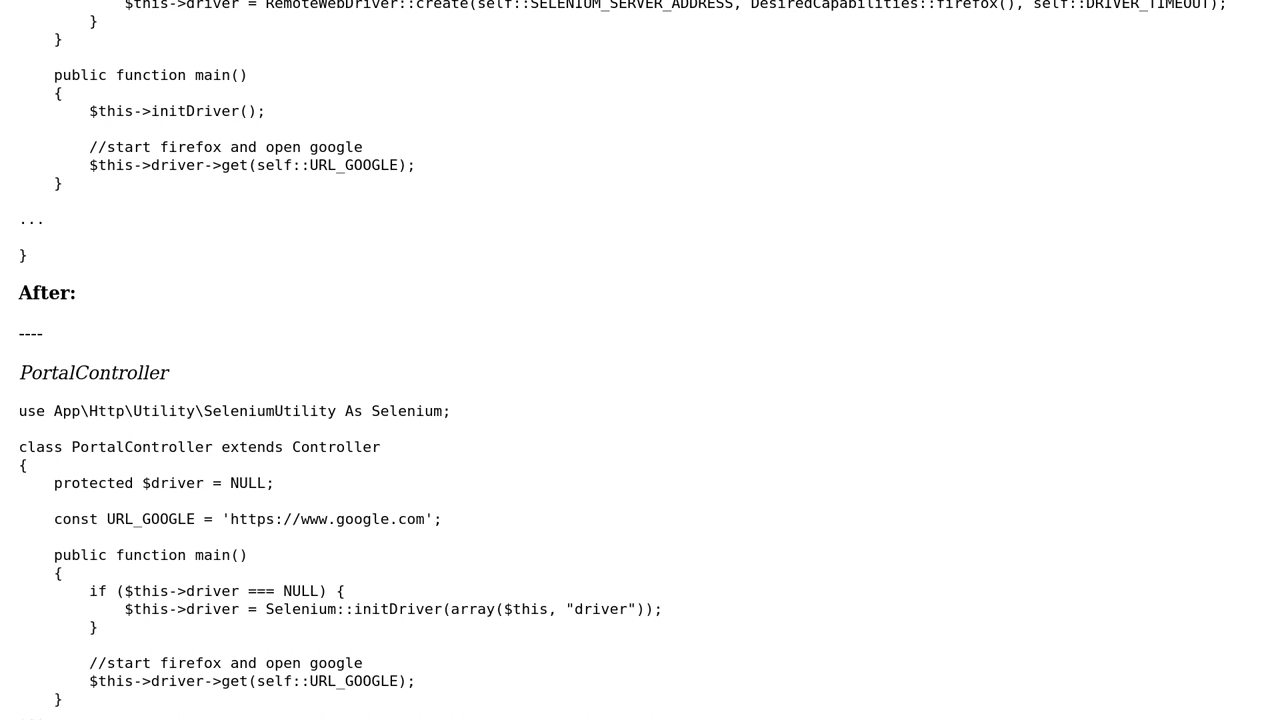 $this->driver = RemoteWebDriver::create(self::SELENIUM_SERVER_ADDRESS, DesiredCapabilities::firefox(), self::DRIVER_TIMEOUT);
}
}
public function main()
{
$this->initDriver();
//start firefox and open google
$this->driver->get(self::URL_GOOGLE);
}
...
}
After:
----
PortalController
use App\Http\Utility\SeleniumUtility As Selenium;
class PortalController extends Controller
{
protected $driver = NULL;
const URL_GOOGLE = 'https://www.google.com';
public function main()
{
if ($this->driver === NULL) {
$this->driver = Selenium::initDriver(array($this, "driver"));
}
//start firefox and open google
$this->driver->get(self::URL_GOOGLE);
}